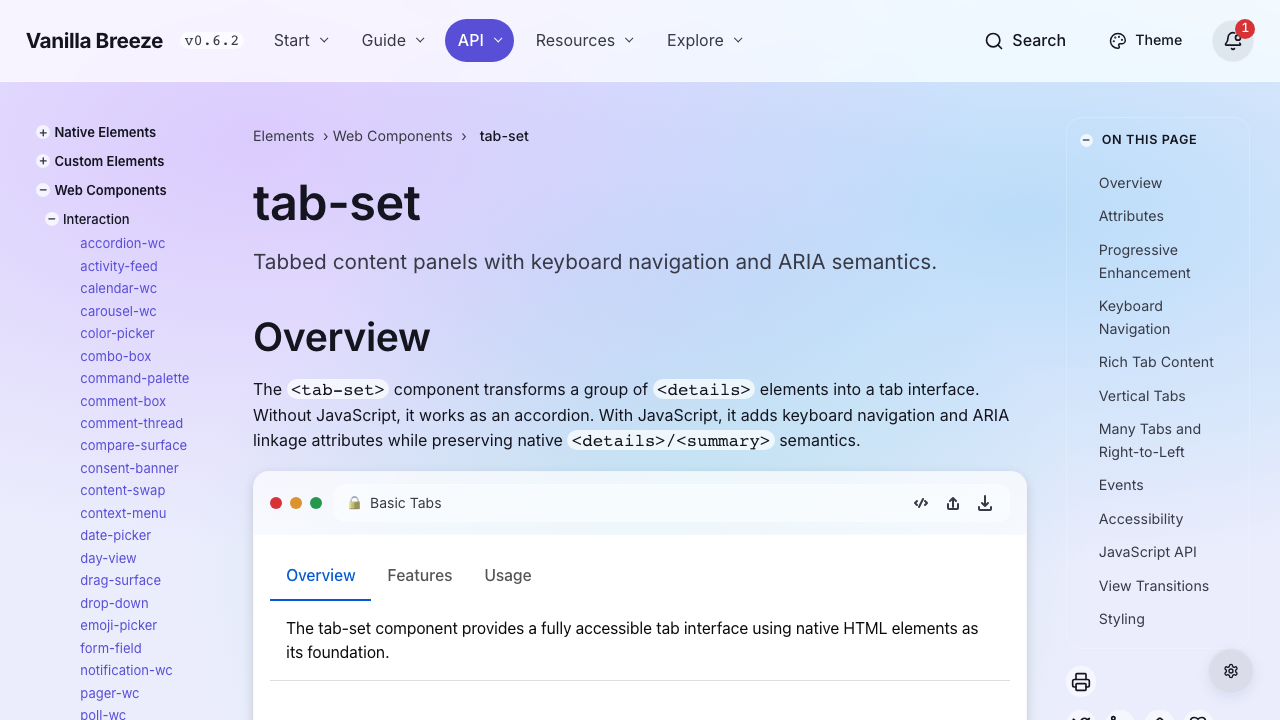 Vanilla Breeze v0.6.2 Start Guide API Resources Explore Search Theme 1
Native Elements
Custom Elements
Web Components
Interaction
accordion-wc
activity-feed
calendar-wc
carousel-wc
color-picker
combo-box
command-palette
comment-box
comment-thread
compare-surface
consent-banner
content-swap
context-menu
date-picker
day-view
drag-surface
drop-down
emoji-picker
form-field
notification-wc
pager-wc
poll-wc
Elements › Web Components › tab-set
tab-set
Tabbed content panels with keyboard navigation and ARIA semantics.
Overview
The <tab-set> component transforms a group of <details> elements into a tab interface.
Without JavaScript, it works as an accordion. With JavaScript, it adds keyboard navigation and ARIA
linkage attributes while preserving native <details>/<summary> semantics.
Basic Tabs
Overview Features Usage
The tab-set component provides a fully accessible tab interface using native HTML elements as
its foundation.
ON THIS PAGE
Overview
Attributes
Progressive
Enhancement
Keyboard
Navigation
Rich Tab Content
Vertical Tabs
Many Tabs and
Right-to-Left
Events
Accessibility
JavaScript API
View Transitions
Styling